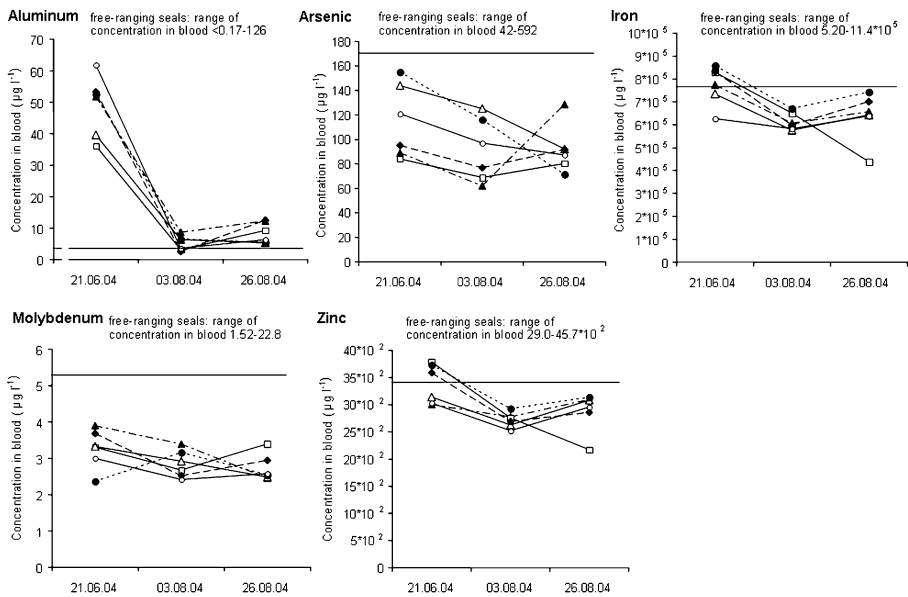 Aluminum
free-ranging seals: range of
concentration in blood <0.17-126
Concentration in blood ( µg l⁻¹)
70
60
50
40
30
20
10
0
21.06.04 03.08.04 26.08.04
Arsenic
free-ranging seals: range of
concentration in blood 42-592
Concentration in blood ( µg l⁻¹)
180
160
140
120
100
80
60
40
20
0
21.06.04 03.08.04 26.08.04
Iron
free-ranging seals: range of
concentration in blood 5.20-11.4*10⁵
Concentration in blood ( µg l⁻¹)
10*10⁵
9*10⁵
8*10⁵
7*10⁵
6*10⁵
5*10⁵
4*10⁵
3*10⁵
2*10⁵
1*10⁵
0
21.06.04 03.08.04 26.08.04
Molybdenum
free-ranging seals: range of
concentration in blood 1.52-22.8
Concentration in blood ( µg l⁻¹)
6
5
4
3
2
1
0
21.06.04 03.08.04 26.08.04
Zinc
free-ranging seals: range of
concentration in blood 29.0-45.7*10²
Concentration in blood ( µg l⁻¹)
40*10²
35*10²
30*10²
25*10²
20*10²
15*10²
10*10²
5*10²
0
21.06.04 03.08.04 26.08.04